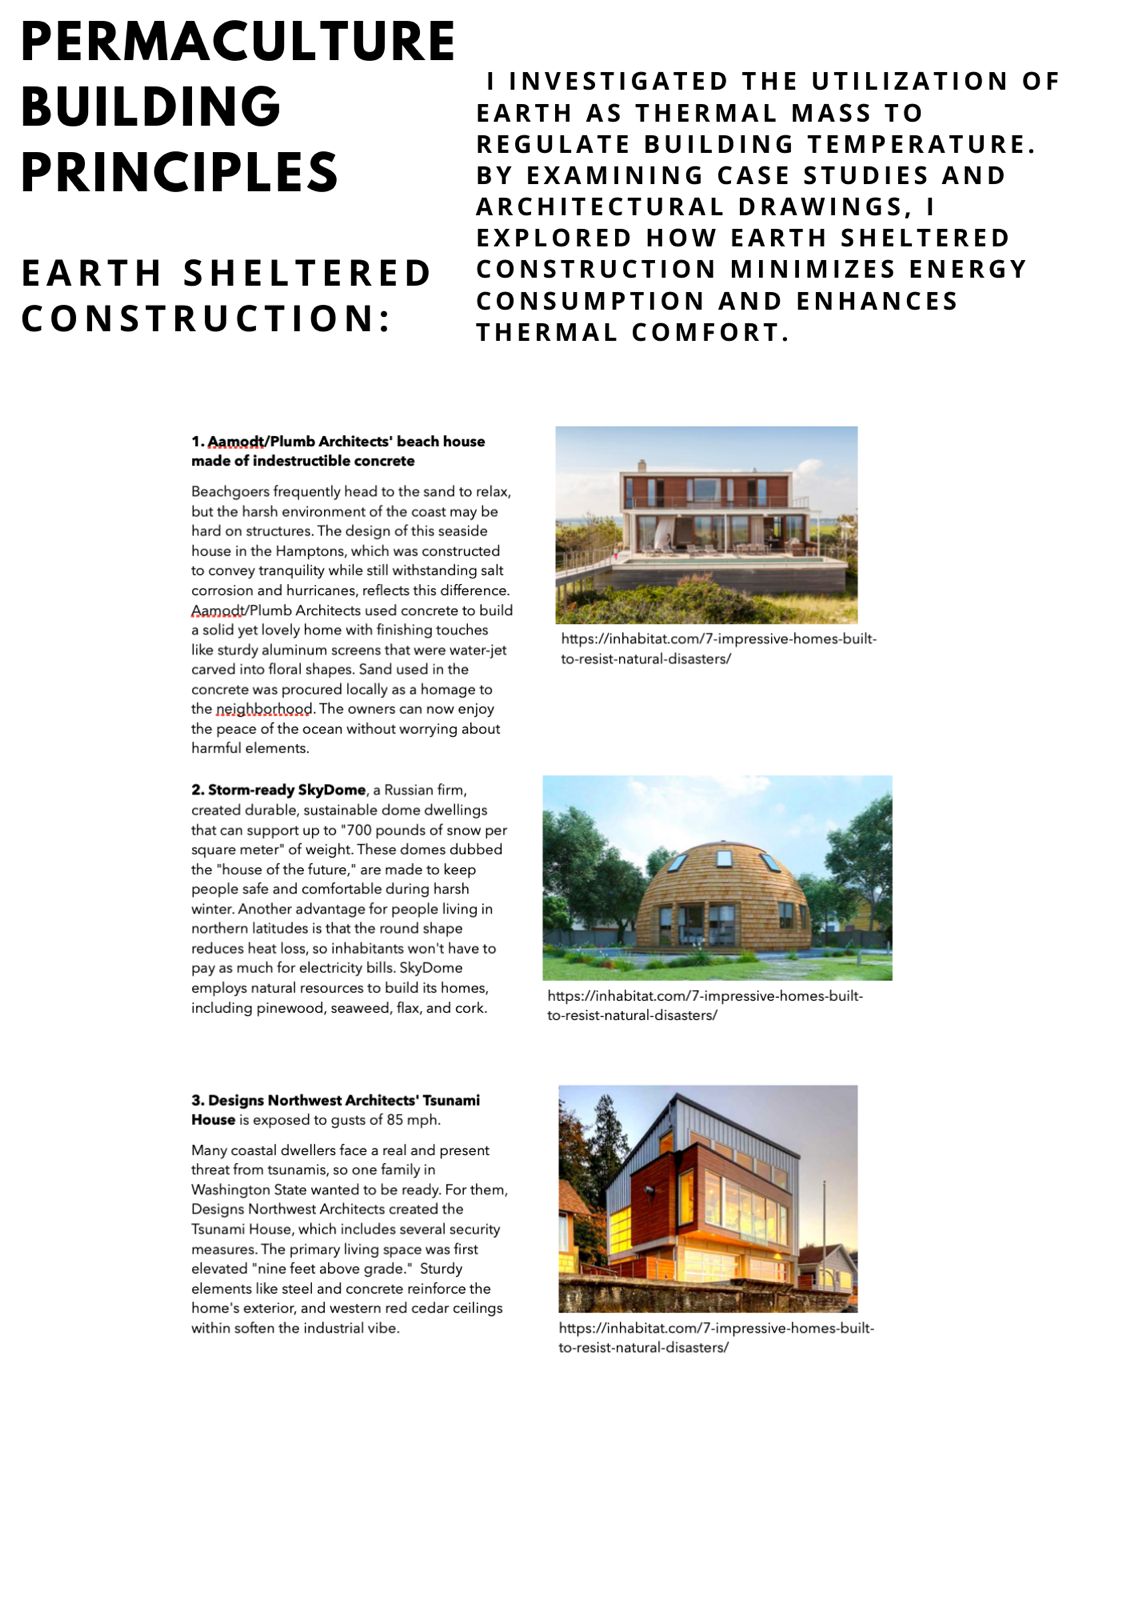 PERMACULTURE
BUILDING
PRINCIPLES
EARTH SHELTERED
CONSTRUCTION:
I INVESTIGATED THE UTILIZATION OF
EARTH AS THERMAL MASS TO
REGULATE BUILDING TEMPERATURE.
BY EXAMINING CASE STUDIES AND
ARCHITECTURAL DRAWINGS, I
EXPLORED HOW EARTH SHELTERED
CONSTRUCTION MINIMIZES ENERGY
CONSUMPTION AND ENHANCES
THERMAL COMFORT.
1. Aamodt/Plumb Architects' beach house
made of indestructible concrete
Beachgoers frequently head to the sand to relax,
but the harsh environment of the coast may be
hard on structures. The design of this seaside
house in the Hamptons, which was constructed
to convey tranquility while still withstanding salt
corrosion and hurricanes, reflects this difference.
Aamodt/Plumb Architects used concrete to build
a solid yet lovely home with finishing touches
like sturdy aluminum screens that were water-jet
carved into floral shapes. Sand used in the
concrete was procured locally as a homage to
the neighborhood. The owners can now enjoy
the peace of the ocean without worrying about
harmful elements.
https://inhabitat.com/7-impressive-homes-built-
to-resist-natural-disasters/
2. Storm-ready SkyDome, a Russian firm,
created durable, sustainable dome dwellings
that can support up to "700 pounds of snow per
square meter" of weight. These domes dubbed
the "house of the future," are made to keep
people safe and comfortable during harsh
winter. Another advantage for people living in
northern latitudes is that the round shape
reduces heat loss, so inhabitants won't have to
pay as much for electricity bills. SkyDome
employs natural resources to build its homes,
including pinewood, seaweed, flax, and cork.
https://inhabitat.com/7-impressive-homes-built-
to-resist-natural-disasters/
3. Designs Northwest Architects' Tsunami
House is exposed to gusts of 85 mph.
Many coastal dwellers face a real and present
threat from tsunamis, so one family in
Washington State wanted to be ready. For them,
Designs Northwest Architects created the
Tsunami House, which includes several security
measures. The primary living space was first
elevated "nine feet above grade."  Sturdy
elements like steel and concrete reinforce the
home's exterior, and western red cedar ceilings
within soften the industrial vibe.
https://inhabitat.com/7-impressive-homes-built-
to-resist-natural-disasters/